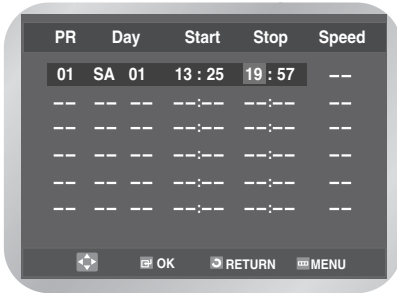 PR Day Start Stop Speed
01 SA 01 13 : 25 19 : 57 – –
– – – – – – – –:– – – –:– – – –
– – – – – – – –:– – – –:– – – –
– – – – – – – –:– – – –:– – – –
– – – – – – – –:– – – –:– – – –
– – – – – – – –:– – – –:– – – –
OK RETURN MENU